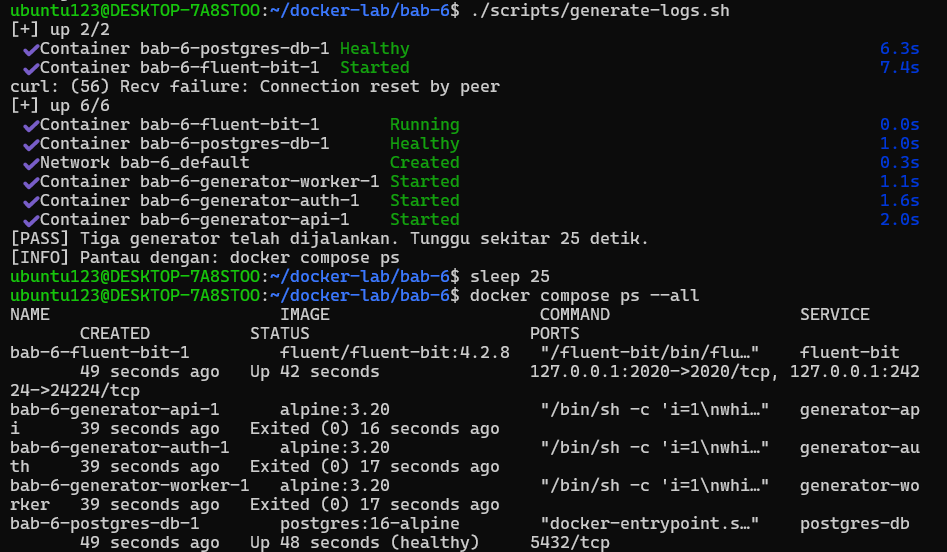 ubuntu123@DESKTOP-7A8STOO:~/docker-lab/bab-6$ ./scripts/generate-logs.sh
[+] up 2/2
 ✔Container bab-6-postgres-db-1 Healthy                                               6.3s
 ✔Container bab-6-fluent-bit-1  Started                                               7.4s
curl: (56) Recv failure: Connection reset by peer
[+] up 6/6
 ✔Container bab-6-fluent-bit-1       Running                                          0.0s
 ✔Container bab-6-postgres-db-1      Healthy                                          1.0s
 ✔Network bab-6_default              Created                                          0.3s
 ✔Container bab-6-generator-worker-1 Started                                          1.1s
 ✔Container bab-6-generator-auth-1   Started                                          1.6s
 ✔Container bab-6-generator-api-1    Started                                          2.0s
[PASS] Tiga generator telah dijalankan. Tunggu sekitar 25 detik.
[INFO] Pantau dengan: docker compose ps
ubuntu123@DESKTOP-7A8STOO:~/docker-lab/bab-6$ sleep 25
ubuntu123@DESKTOP-7A8STOO:~/docker-lab/bab-6$ docker compose ps --all
NAME                       IMAGE                     COMMAND                   SERVICE
       CREATED          STATUS                      PORTS
bab-6-fluent-bit-1         fluent/fluent-bit:4.2.8   "/fluent-bit/bin/flu…"    fluent-bit
       49 seconds ago   Up 42 seconds               127.0.0.1:2020->2020/tcp, 127.0.0.1:242
24->24224/tcp
bab-6-generator-api-1      alpine:3.20               "/bin/sh -c 'i=1\nwhi…"   generator-ap
i      39 seconds ago   Exited (0) 16 seconds ago
bab-6-generator-auth-1     alpine:3.20               "/bin/sh -c 'i=1\nwhi…"   generator-au
th     39 seconds ago   Exited (0) 17 seconds ago
bab-6-generator-worker-1   alpine:3.20               "/bin/sh -c 'i=1\nwhi…"   generator-wo
rker   39 seconds ago   Exited (0) 17 seconds ago
bab-6-postgres-db-1        postgres:16-alpine        "docker-entrypoint.s…"    postgres-db
       49 seconds ago   Up 48 seconds (healthy)     5432/tcp